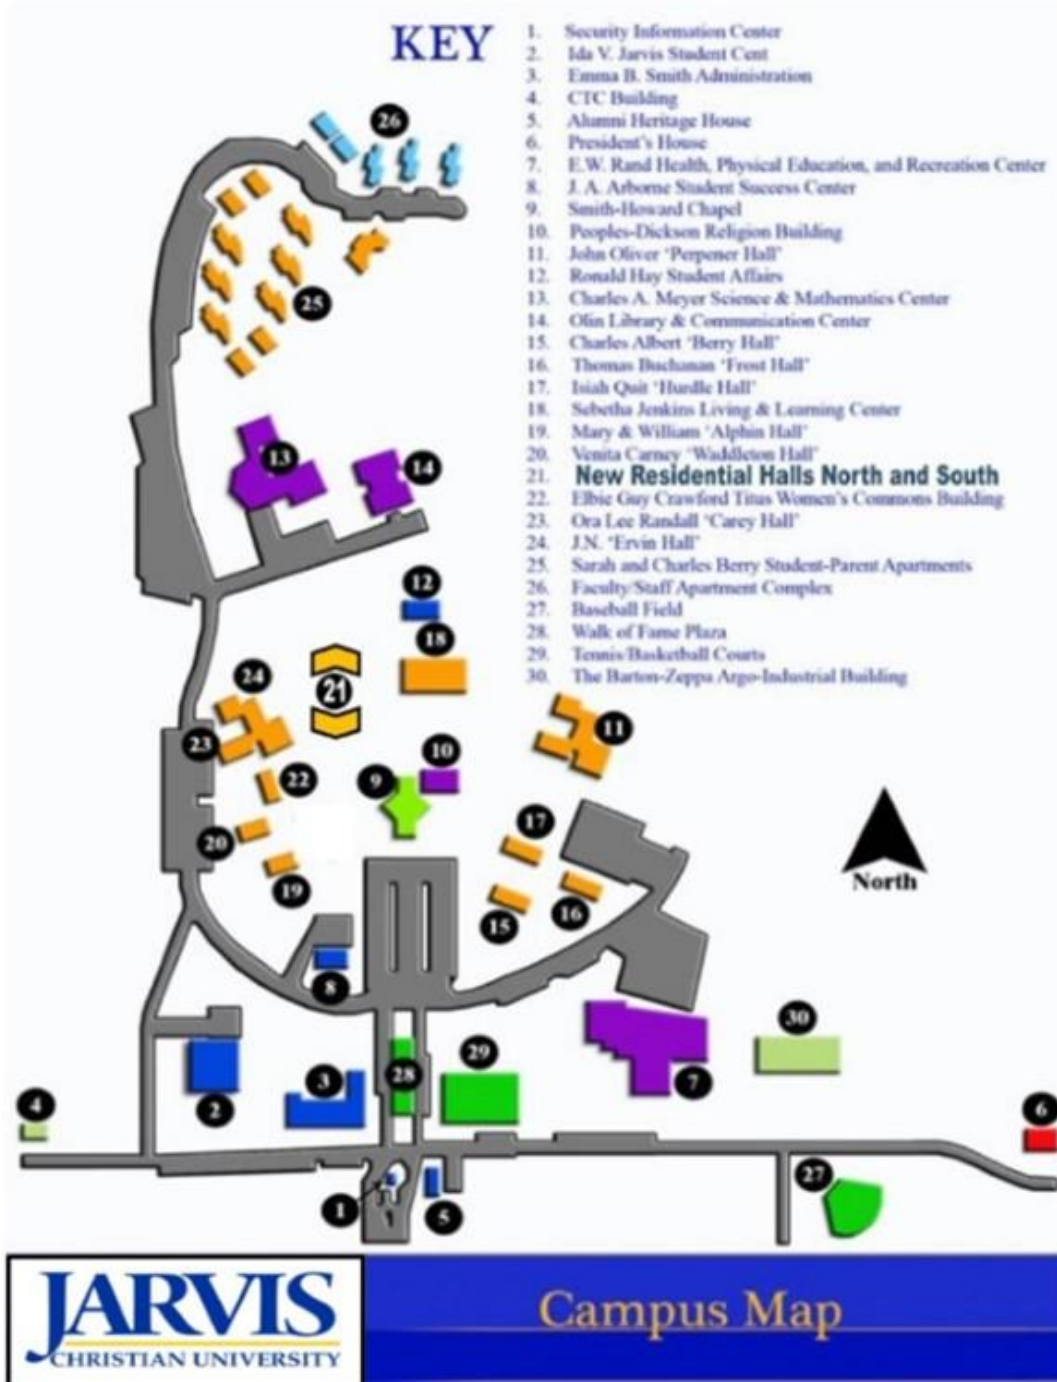 KEY
1. Security Information Center
2. Ida V. Jarvis Student Cent
3. Emma B. Smith Administration
4. CTC Building
5. Alumni Heritage House
6. President's House
7. E.W. Rand Health, Physical Education, and Recreation Center
8. J. A. Arborne Student Success Center
9. Smith-Howard Chapel
10. Peoples-Dickson Religion Building
11. John Oliver 'Perpener Hall'
12. Ronald Hay Student Affairs
13. Charles A. Meyer Science & Mathematics Center
14. Olin Library & Communication Center
15. Charles Albert 'Berry Hall'
16. Thomas Buchanan 'Frost Hall'
17. Isiah Quit 'Hurdle Hall'
18. Sebetha Jenkins Living & Learning Center
19. Mary & William 'Alphin Hall'
20. Venita Carney 'Waddleton Hall'
21. New Residential Halls North and South
22. Elbie Guy Crawford Titus Women's Commons Building
23. Ora Lee Randall 'Carey Hall'
24. J.N. 'Ervin Hall'
25. Sarah and Charles Berry Student-Parent Apartments
26. Faculty/Staff Apartment Complex
27. Baseball Field
28. Walk of Fame Plaza
29. Tennis/Basketball Courts
30. The Barton-Zeppa Argo-Industrial Building
26
25
13
14
12
18
24
21
23
11
10
9
22
20
17
19
15
16
North
8
30
29
28
3
7
2
4
6
27
1
5
JARVIS
CHRISTIAN UNIVERSITY
Campus Map